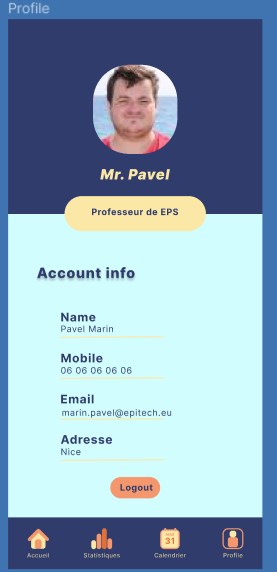 Profile
Mr. Pavel
Professeur de EPS
Account info
Name
Pavel Marin
Mobile
06 06 06 06 06
Email
marin.pavel@epitech.eu
Adresse
Nice
Logout
31
Accueil
Statistiques
Calendrier
Profile